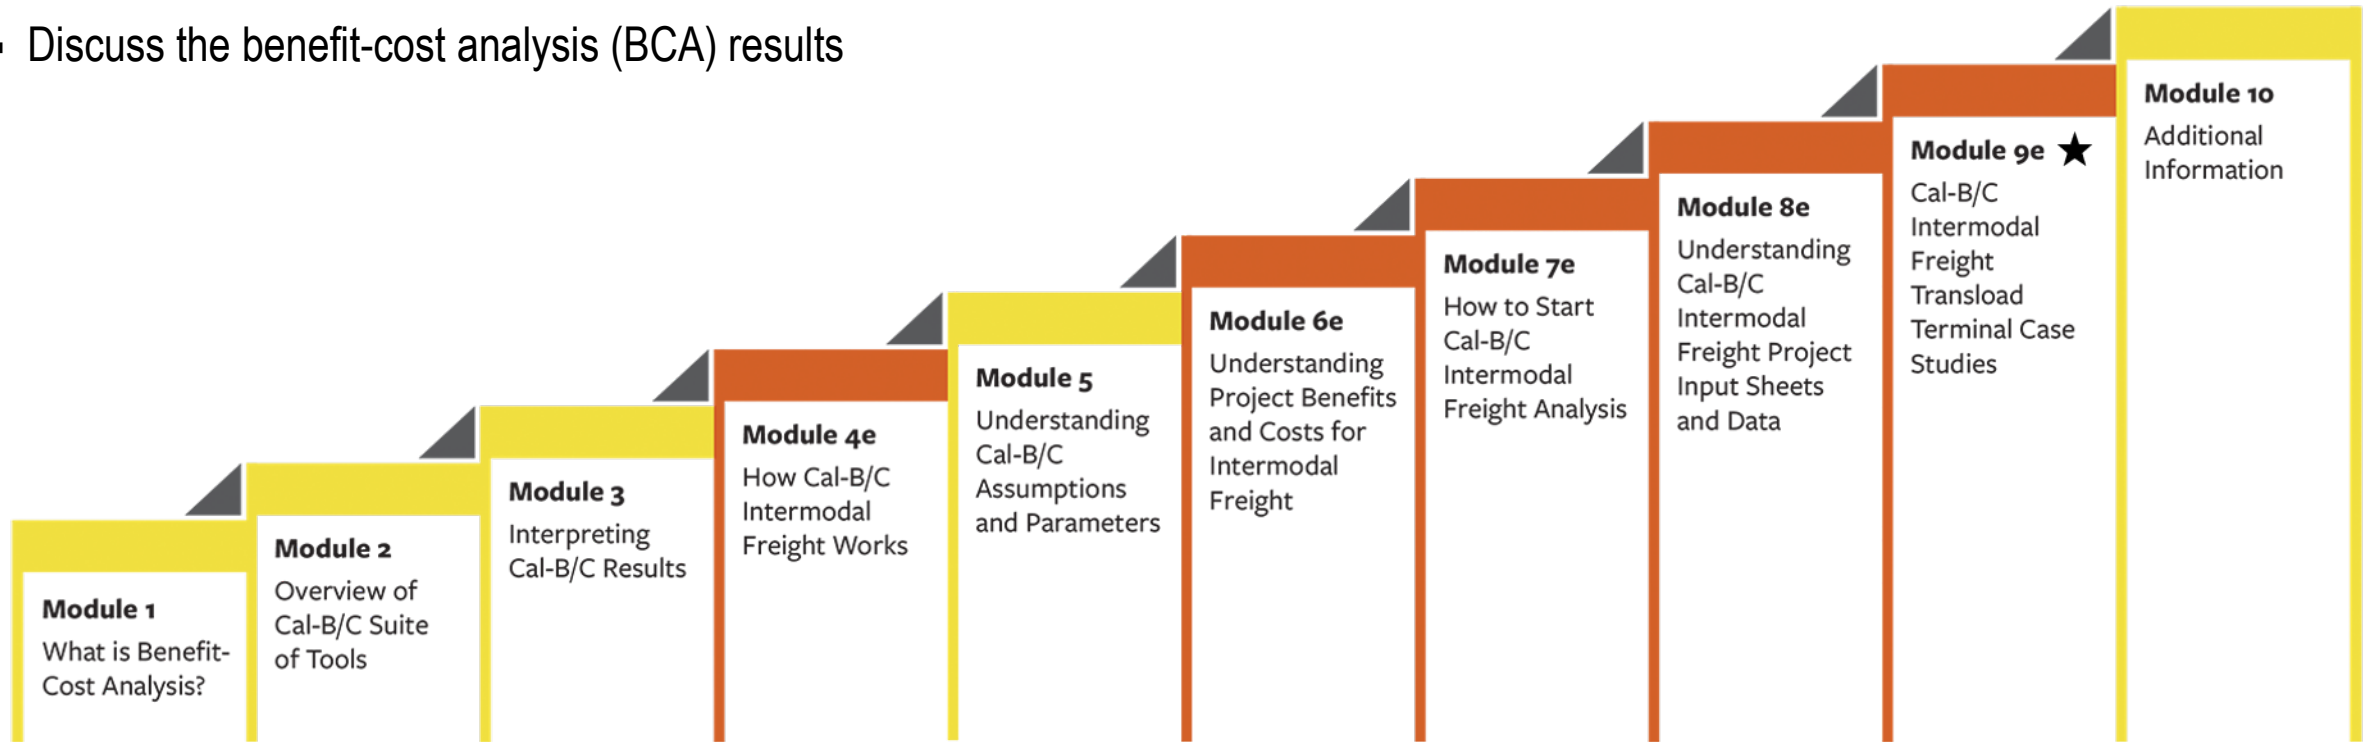 ▪ Discuss the benefit-cost analysis (BCA) results
Module 1
What is Benefit-
Cost Analysis?
Module 2
Overview of
Cal-B/C Suite
of Tools
Module 3
Interpreting
Cal-B/C Results
Module 4e
How Cal-B/C
Intermodal
Freight Works
Module 5
Understanding
Cal-B/C
Assumptions
and Parameters
Module 6e
Understanding
Project Benefits
and Costs for
Intermodal
Freight
Module 7e
How to Start
Cal-B/C
Intermodal
Freight Analysis
Module 8e
Understanding
Cal-B/C
Intermodal
Freight Project
Input Sheets
and Data
Module 9e ★
Cal-B/C
Intermodal
Freight
Transload
Terminal Case
Studies
Module 10
Additional
Information